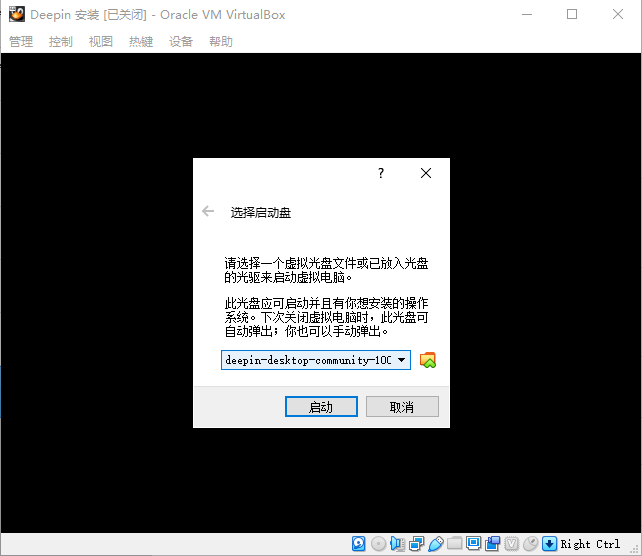 Deepin 安装 [已关闭] - Oracle VM VirtualBox
管理 控制 视图 热键 设备 帮助
?
选择启动盘
请选择一个虚拟光盘文件或已放入光盘
的光驱来启动虚拟电脑。
此光盘应可启动并且有你想安装的操作
系统。下次关闭虚拟电脑时，此光盘可
自动弹出；你也可以手动弹出。
deepin-desktop-community-100
启动 取消
Right Ctrl